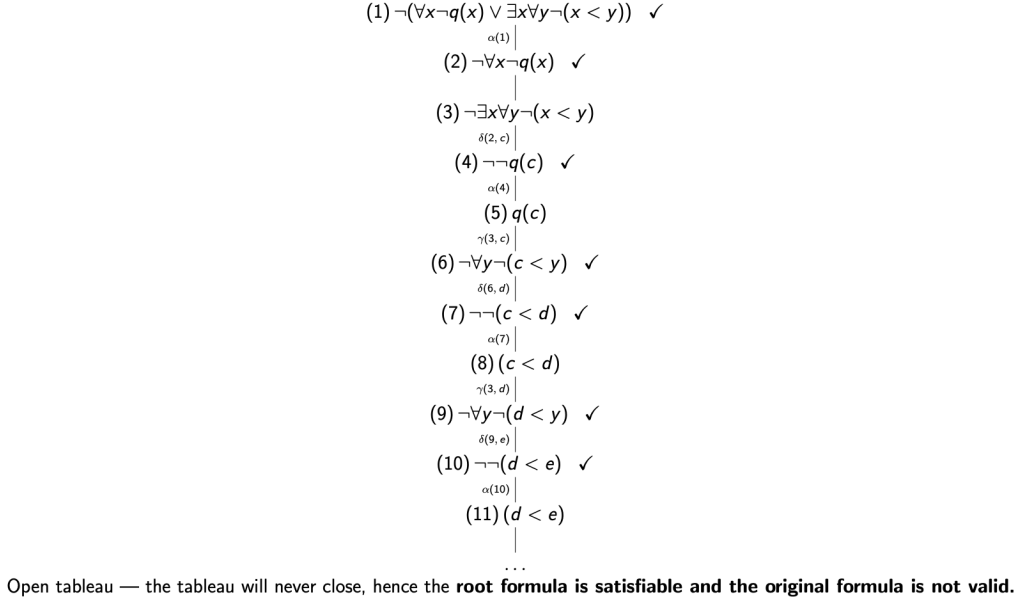 (1) ¬(∀x¬q(x) ∨ ∃x∀y¬(x < y)) ✓
α(1)
(2) ¬∀x¬q(x) ✓
(3) ¬∃x∀y¬(x < y)
δ(2, c)
(4) ¬¬q(c) ✓
α(4)
(5) q(c)
γ(3, c)
(6) ¬∀y¬(c < y) ✓
δ(6, d)
(7) ¬¬(c < d) ✓
α(7)
(8) (c < d)
γ(3, d)
(9) ¬∀y¬(d < y) ✓
δ(9, e)
(10) ¬¬(d < e) ✓
α(10)
(11) (d < e)
...
Open tableau — the tableau will never close, hence the root formula is satisfiable and the original formula is not valid.